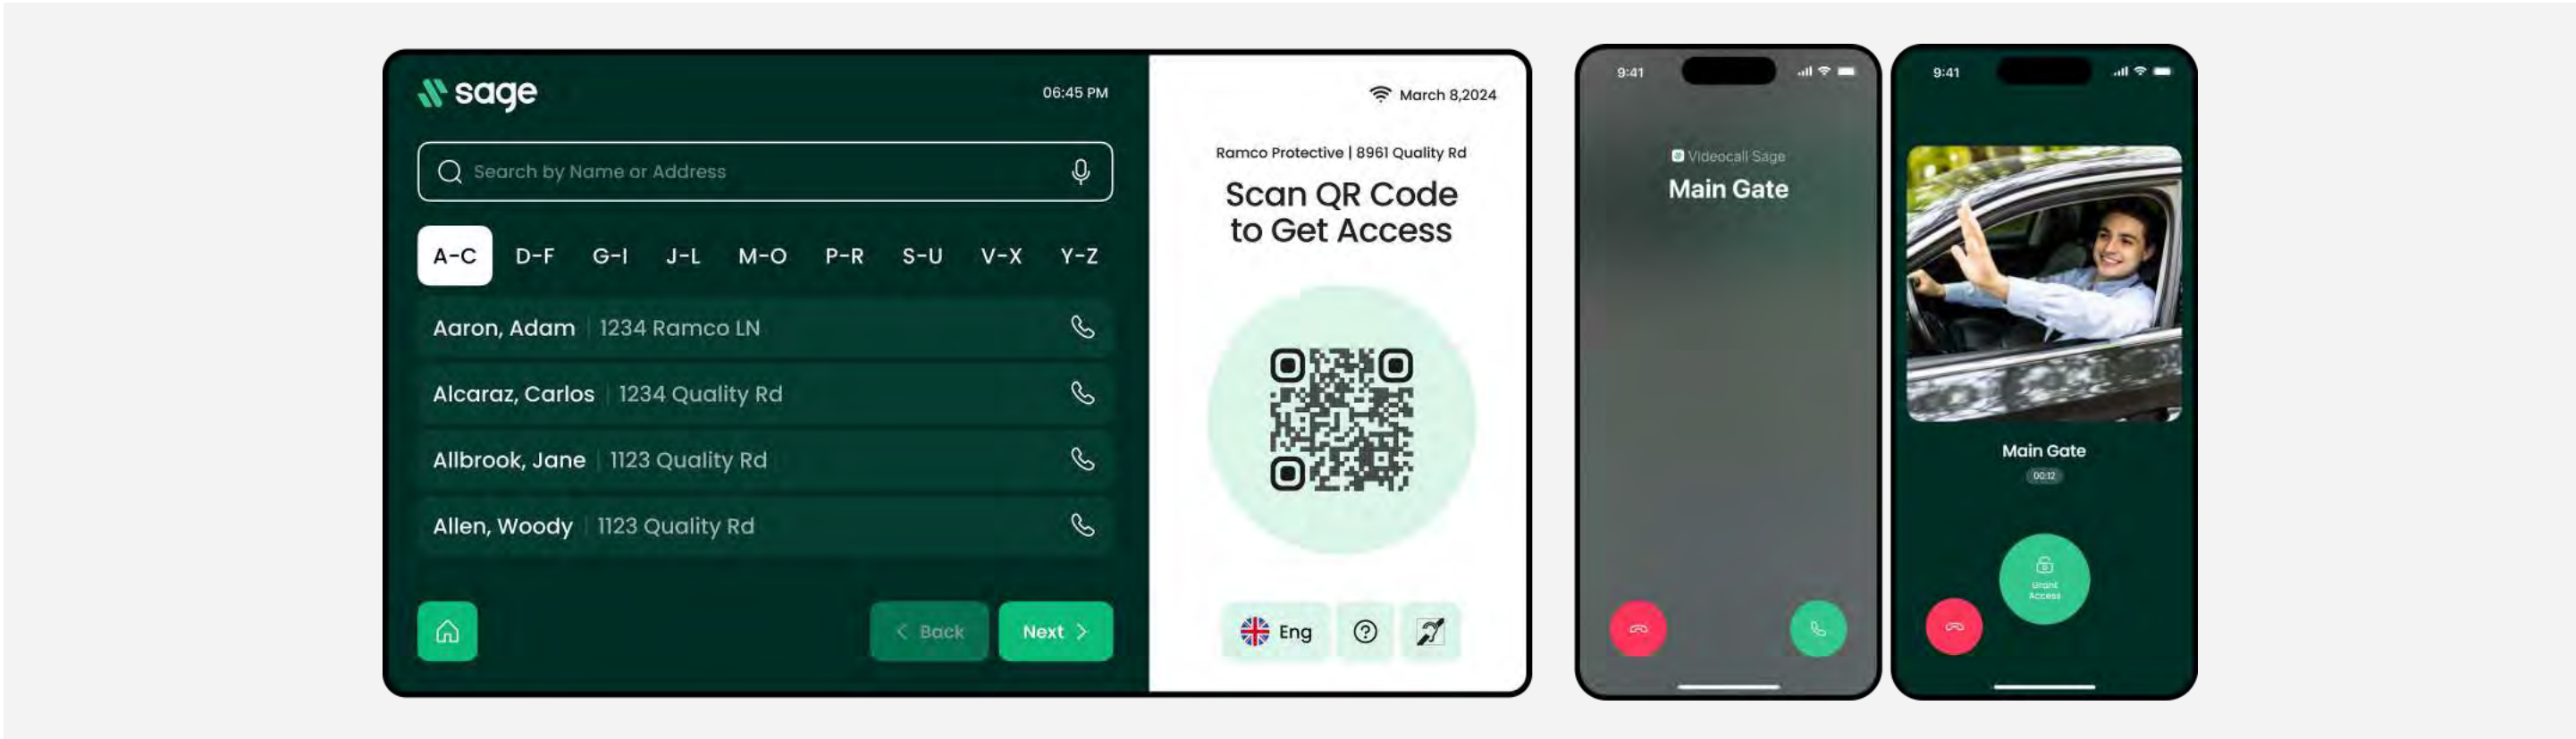 sage
06:45 PM
Search by Name or Address
A-C D-F G-I J-L M-O P-R S-U V-X Y-Z
Aaron, Adam | 1234 Ramco LN
Alcaraz, Carlos | 1234 Quality Rd
Allbrook, Jane | 1123 Quality Rd
Allen, Woody | 1123 Quality Rd
< Back
Next >
March 8,2024
Ramco Protective | 8961 Quality Rd
Scan QR Code
to Get Access
Eng
9:41
Videocall Sage
Main Gate
9:41
Main Gate
00:12
Grant
Access